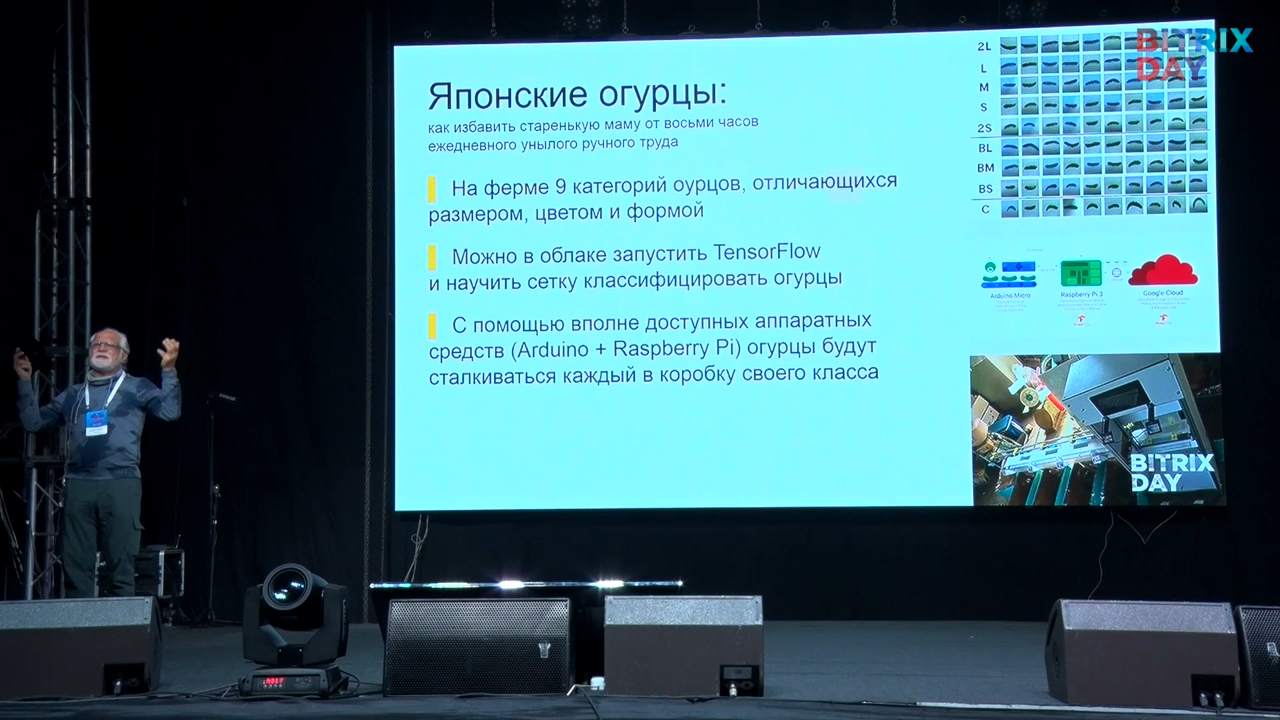 Японские огурцы:
как избавить старенькую маму от восьми часов
ежедневного унылого ручного труда
На ферме 9 категорий оурцов, отличающихся
размером, цветом и формой
Можно в облаке запустить TensorFlow
и научить сетку классифицировать огурцы
С помощью вполне доступных аппаратных
средств (Arduino + Raspberry Pi) огурцы будут
сталкиваться каждый в коробку своего класса
2L
L
M
S
2S
BL
BM
BS
C
Arduino Micro
Raspberry Pi 3
Google Cloud
BITRIX
DAY
BITRIX
DAY